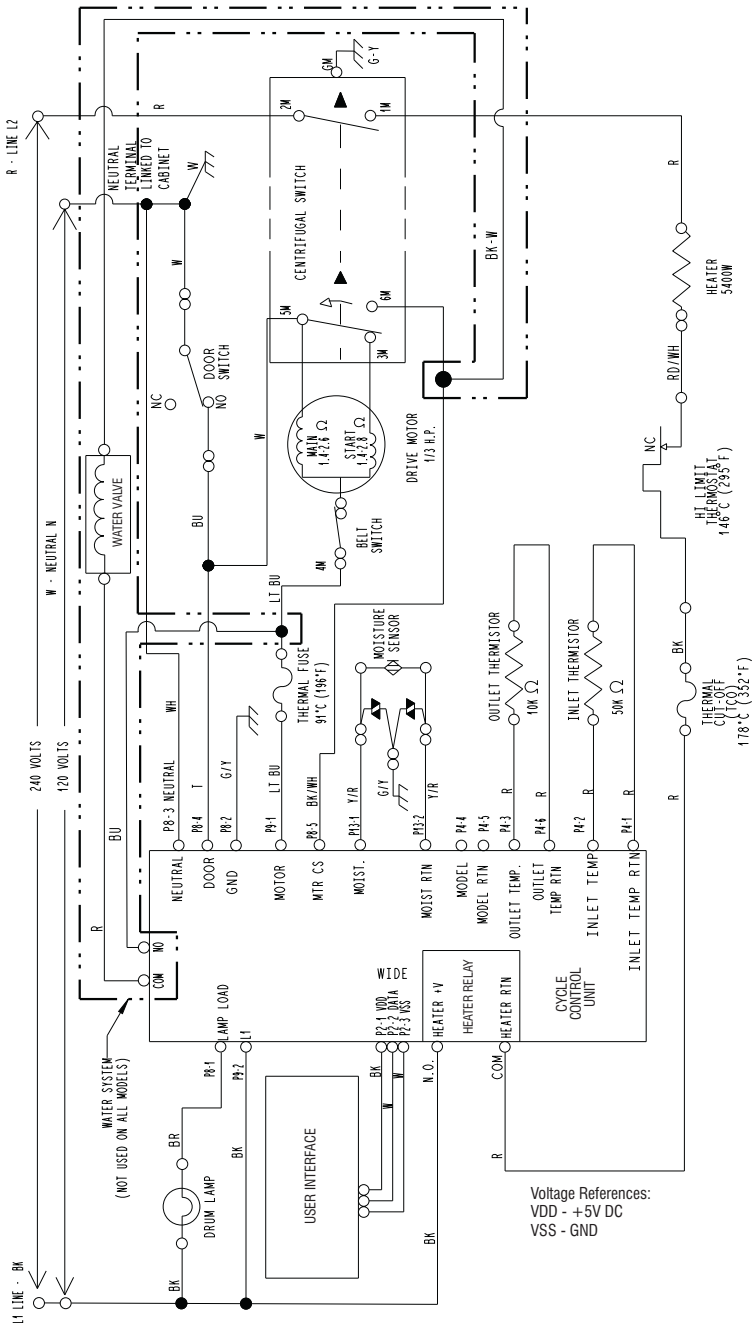 L1 LINE - BK
240 VOLTS
120 VOLTS
W - NEUTRAL N
R - LINE L2
NEUTRAL
TERMINAL
LINKED TO
CABINET
R
W
W
G-Y
GM
CENTRIFUGAL SWITCH
2M
1M
5M
6M
3M
BK-W
DOOR
SWITCH
NC
NO
BU
W
WATER VALVE
R
BU
WATER SYSTEM
(NOT USED ON ALL MODELS)
COM
NO
MAIN
1.4-2.6 Ω
START
1.4-2.8 Ω
DRIVE MOTOR
1/3 H.P.
BELT
SWITCH
4M
LT BU
THERMAL FUSE
91°C (196°F)
LT BU
WH
P8-3 NEUTRAL
NEUTRAL
P8-4
T
DOOR
P8-2
G/Y
GND
P9-1
MOTOR
P8-5
BK/WH
MTR CS
P13-1
Y/R
MOIST.
MOISTURE
SENSOR
G/Y
P13-2
Y/R
MOIST RTN
P4-4
MODEL
P4-5
MODEL RTN
P4-3
R
OUTLET TEMP.
OUTLET THERMISTOR
10K Ω
P4-6
R
OUTLET
TEMP RTN
P4-2
R
INLET TEMP
INLET THERMISTOR
50K Ω
P4-1
R
INLET TEMP RTN
DRUM LAMP
BK
BR
P8-1
LAMP LOAD
BK
P9-2
L1
USER INTERFACE
BK
W
W
P2-1 VDD
P2-2 DATA
P2-3 VSS
WIDE
BK
N.O.
HEATER +V
HEATER RELAY
COM
HEATER RTN
CYCLE
CONTROL
UNIT
R
R
THERMAL
CUT-OFF
(TCO)
178°C (352°F)
BK
HI LIMIT
THERMOSTAT
146°C (295°F)
NC
RD/WH
HEATER
5400W
R
Voltage References:
VDD - +5V DC
VSS - GND